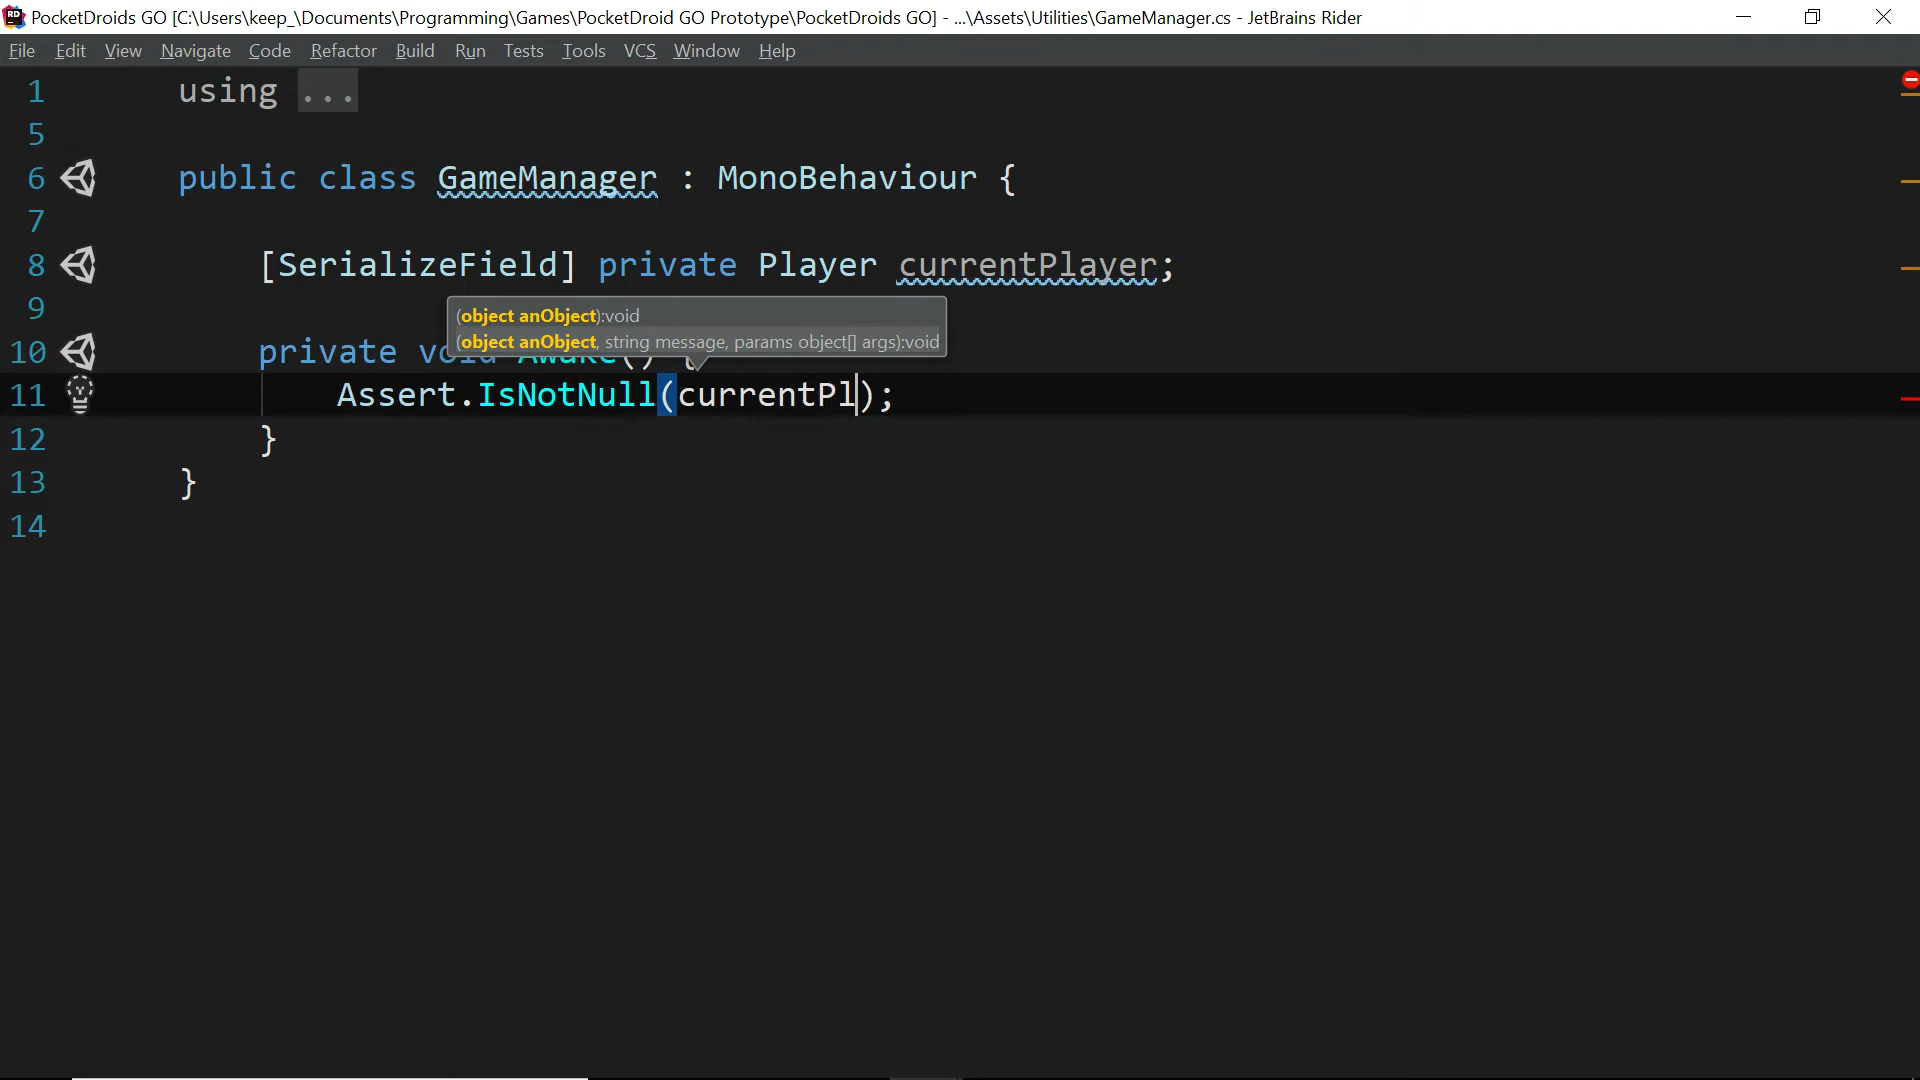 PocketDroids GO [C:\Users\keep_\Documents\Programming\Games\PocketDroid GO Prototype\PocketDroids GO] - ...\Assets\Utilities\GameManager.cs - JetBrains Rider
File Edit View Navigate Code Refactor Build Run Tests Tools VCS Window Help
1 using ...
5
6 public class GameManager : MonoBehaviour {
7
8 [SerializeField] private Player currentPlayer;
9
(object anObject):void
(object anObject, string message, params object[] args):void
10 private void Awake() {
11 Assert.IsNotNull(currentPl);
12 }
13 }
14